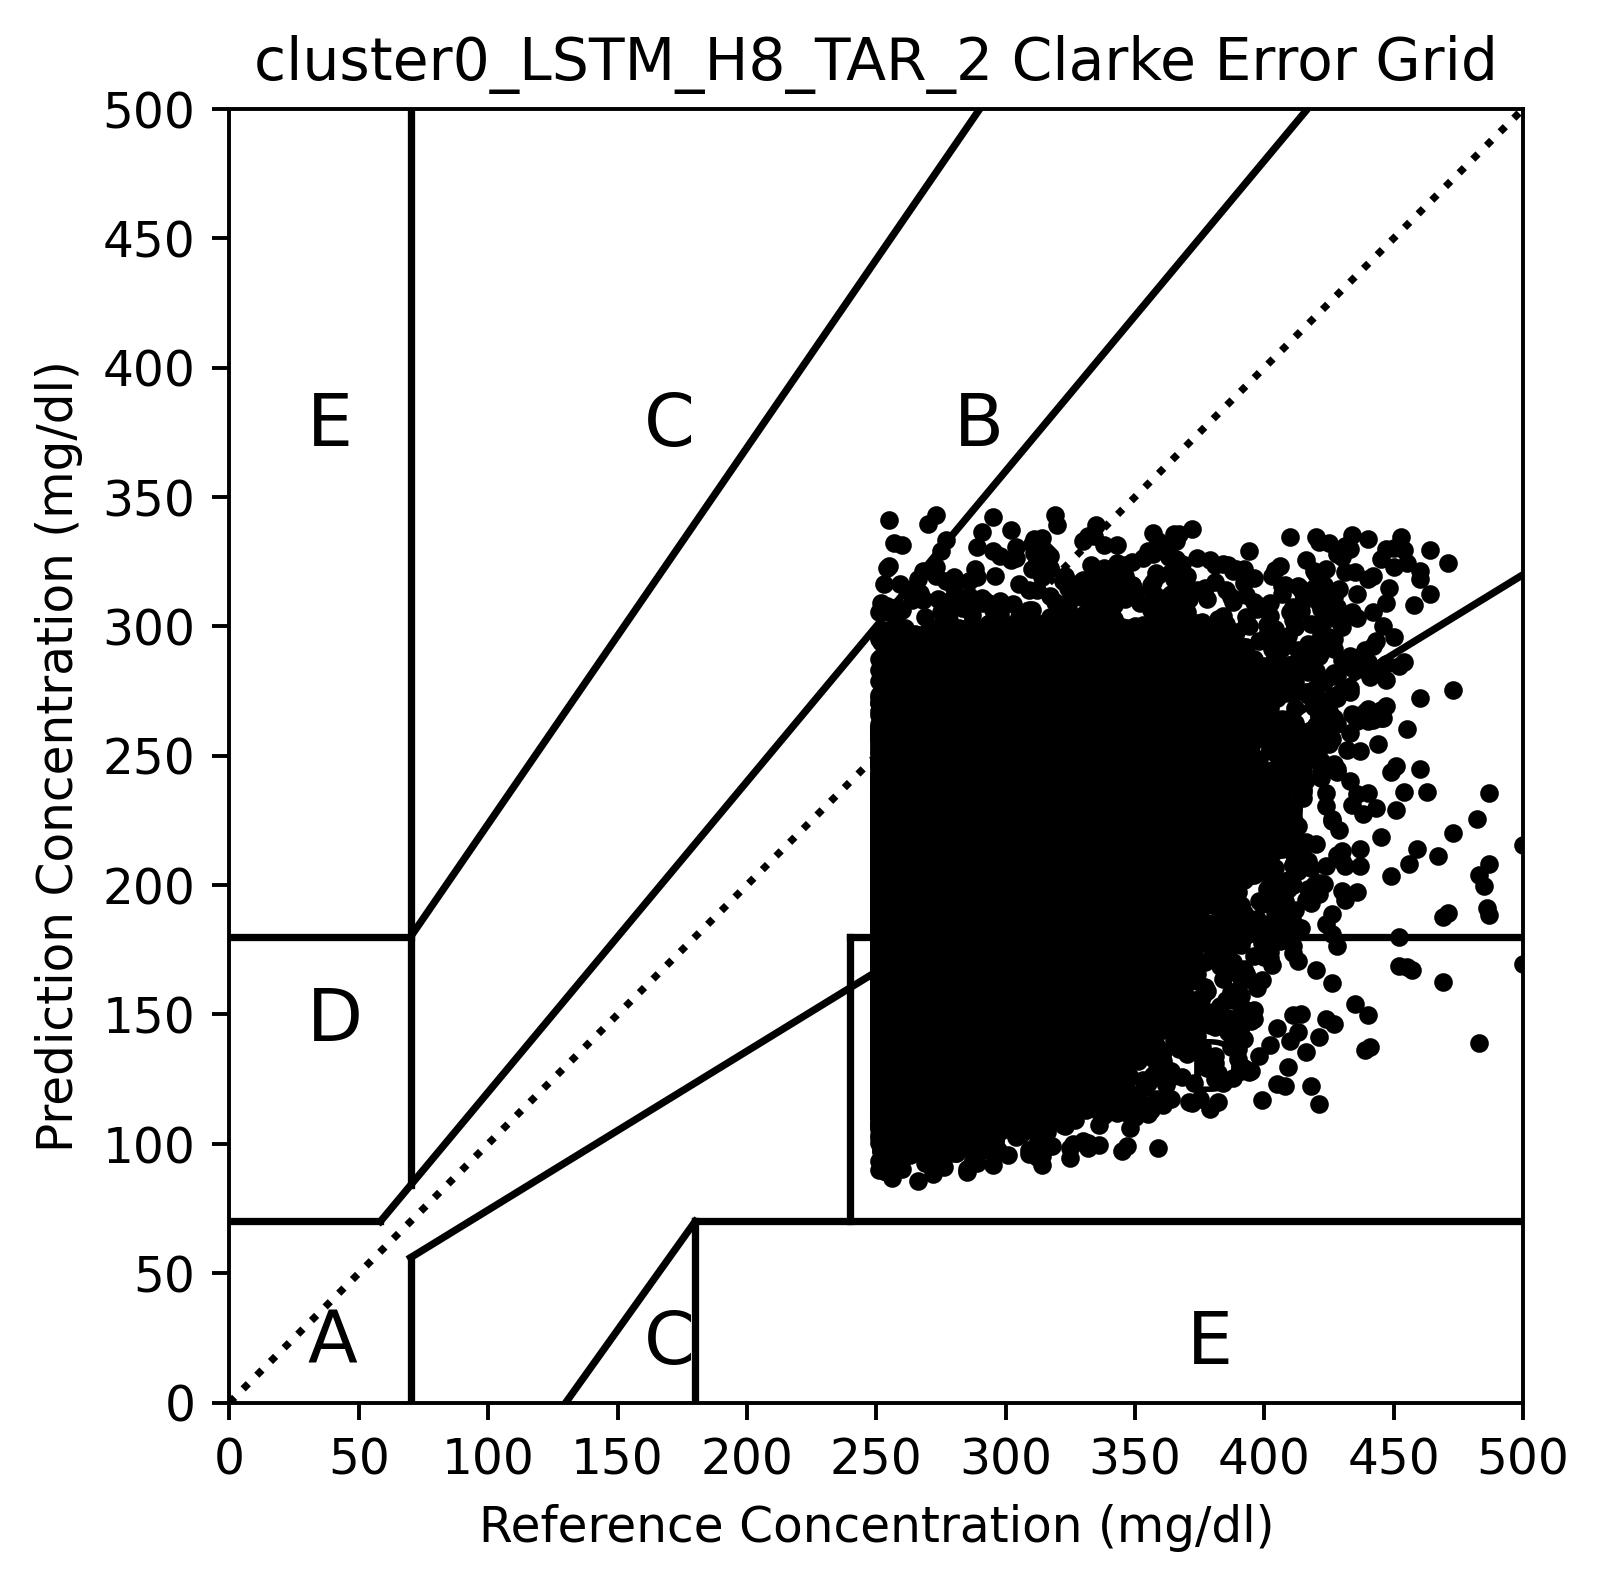 cluster0_LSTM_H8_TAR_2 Clarke Error Grid
500
450
400
350
300
250
200
150
100
50
0
Prediction Concentration (mg/dl)
E
C
B
D
A
C
E
0 50 100 150 200 250 300 350 400 450 500
Reference Concentration (mg/dl)